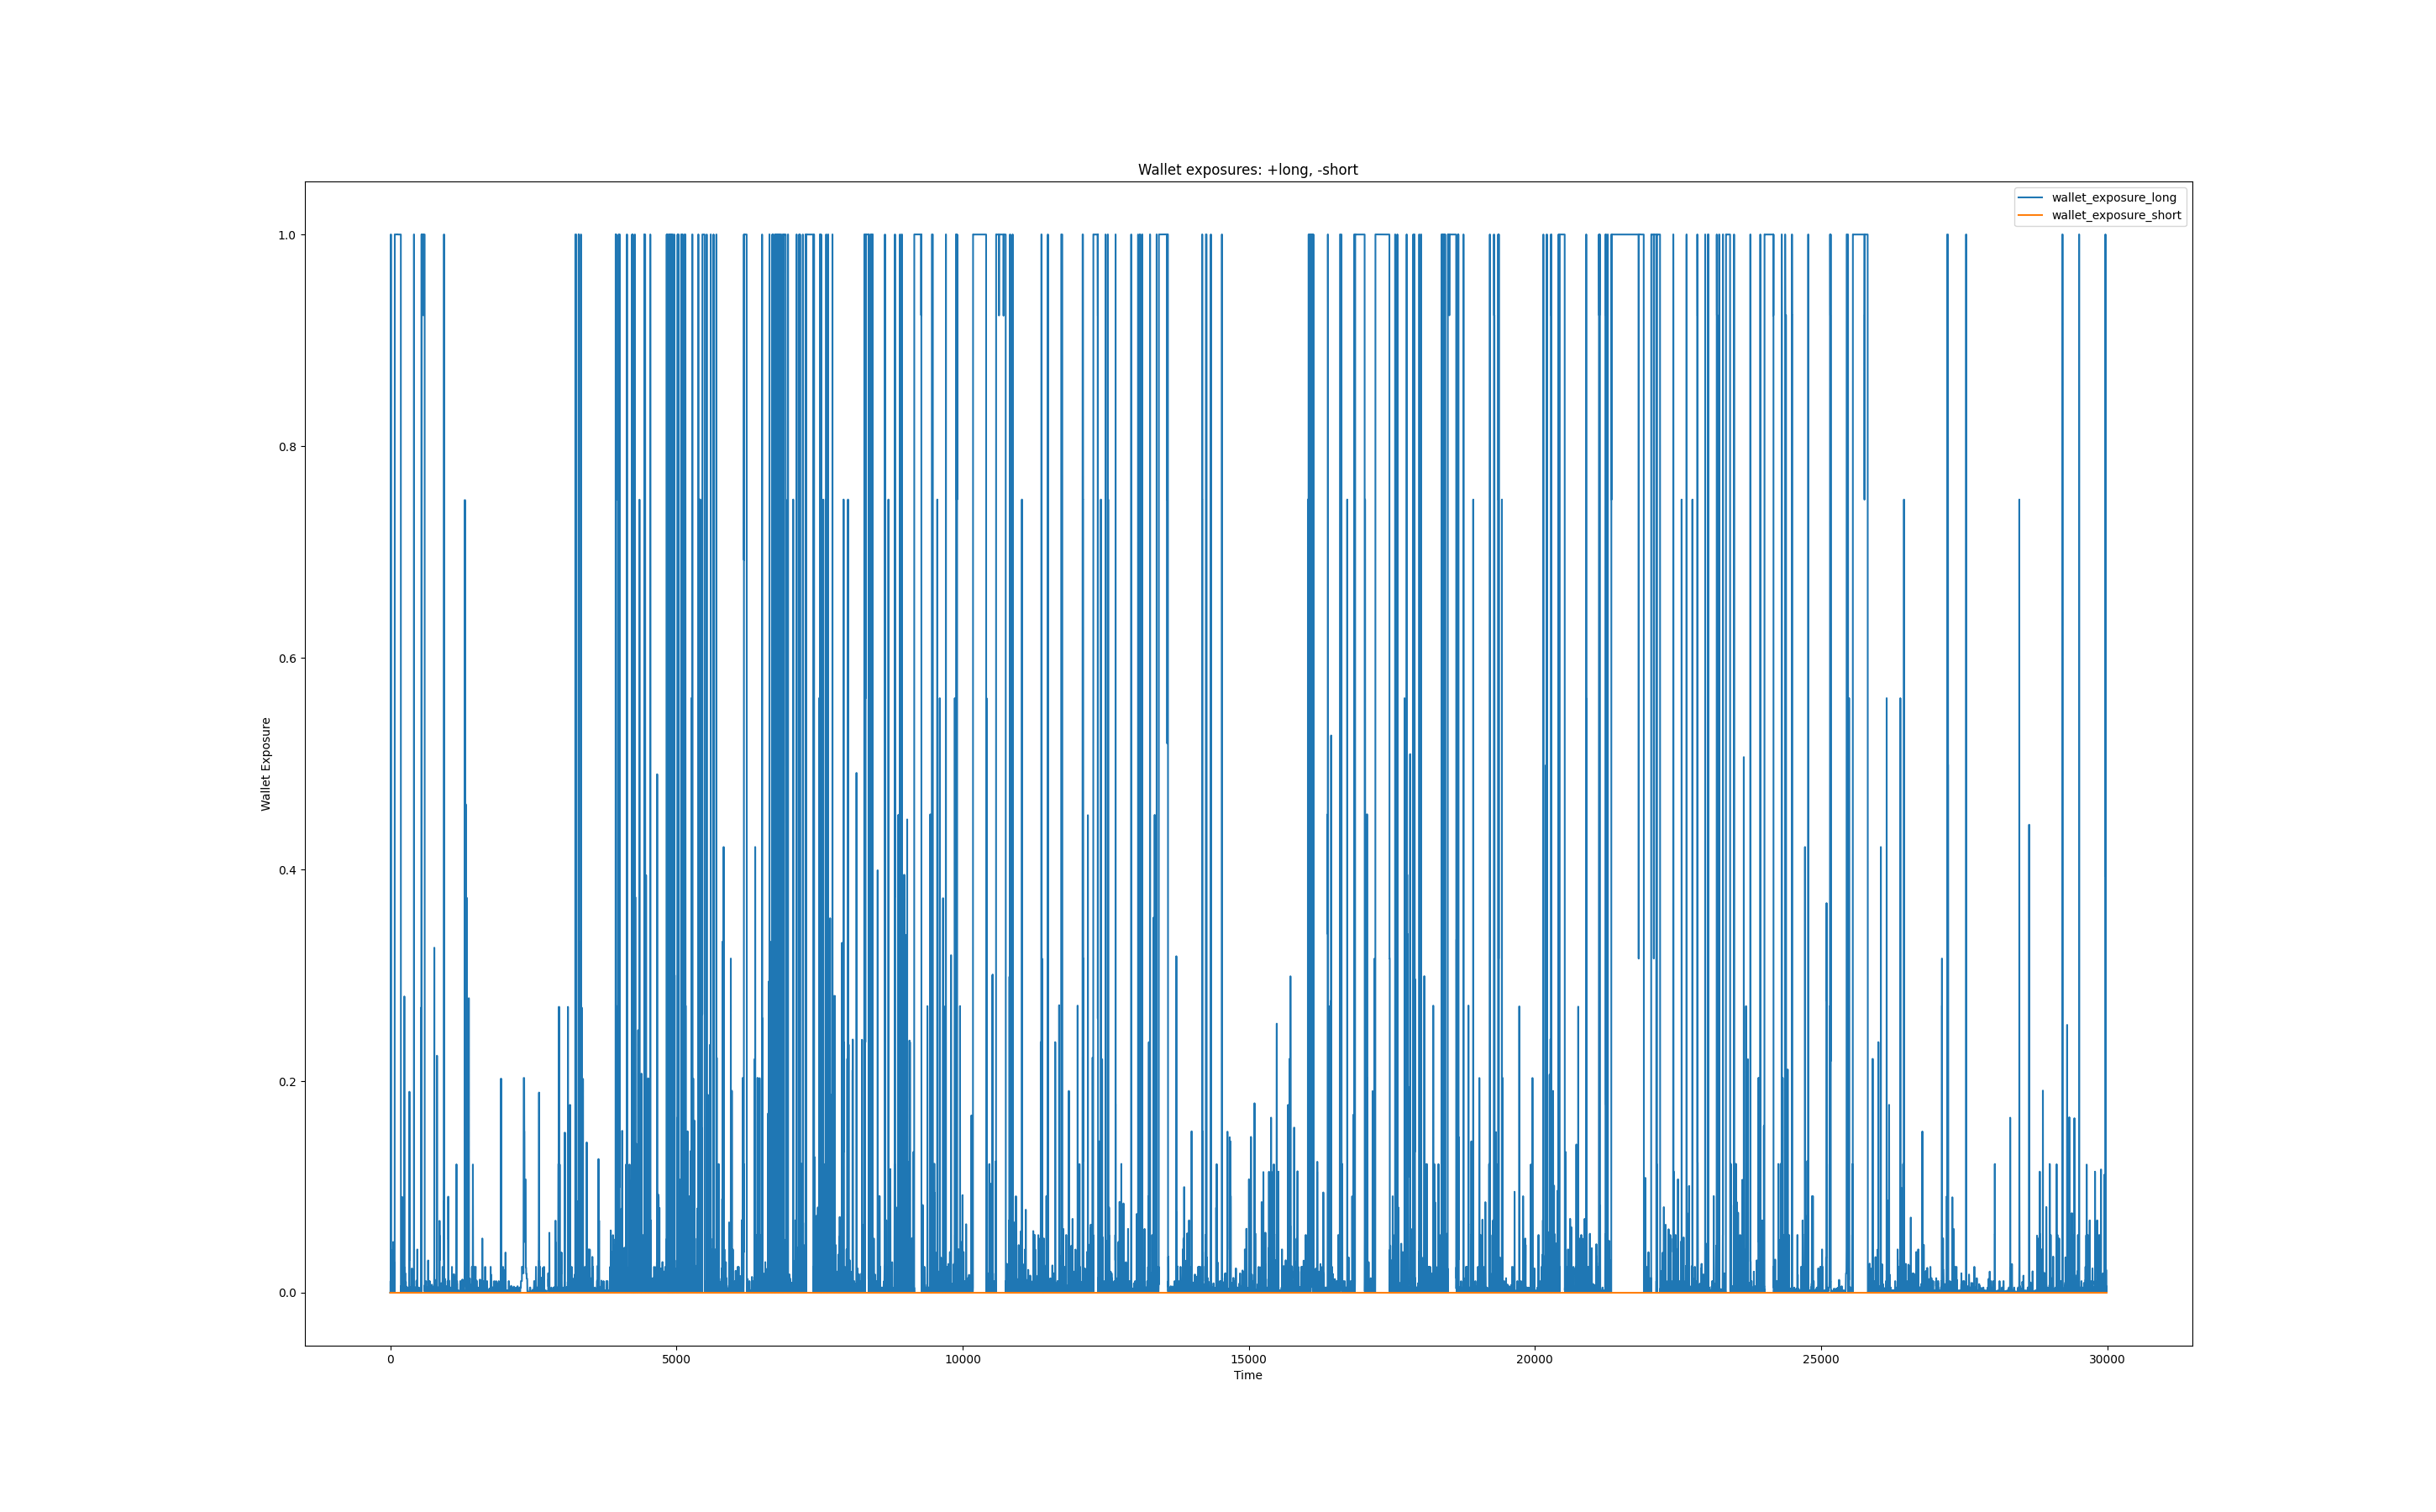 Wallet exposures: +long, -short
wallet_exposure_long
wallet_exposure_short
1.0
0.8
0.6
0.4
0.2
0.0
Wallet Exposure
0 5000 10000 15000 20000 25000 30000
Time